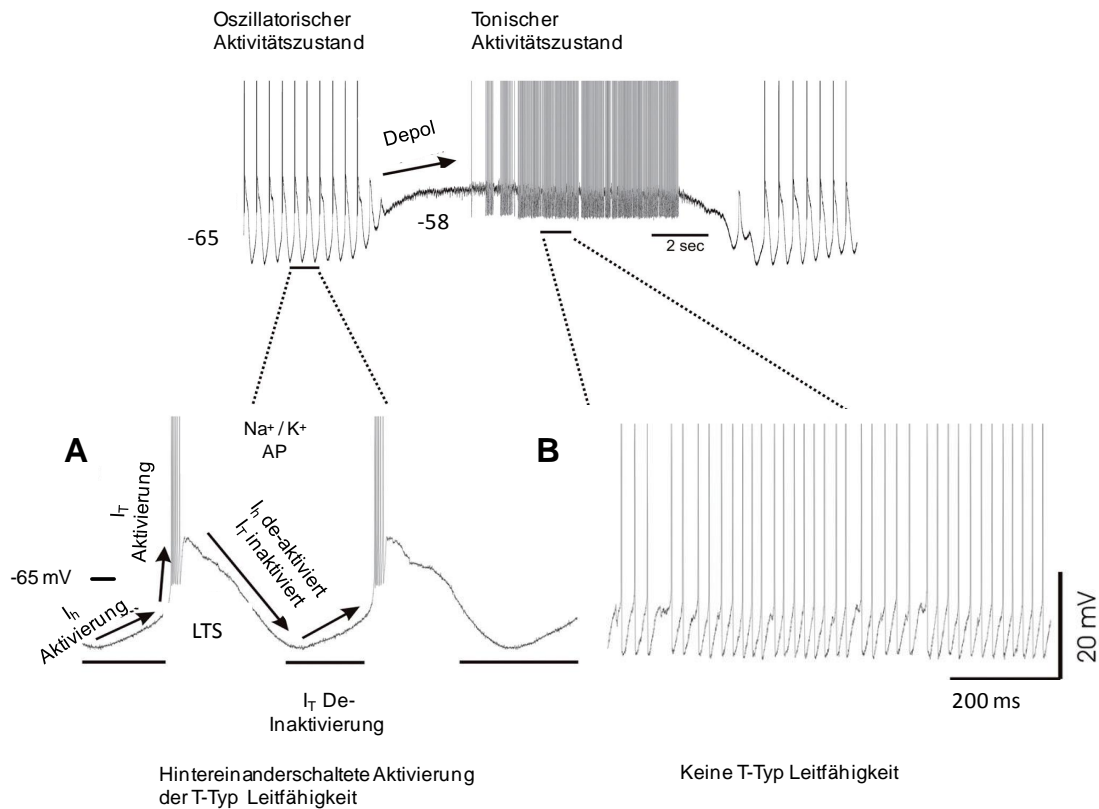 Oszillatorischer
Aktivitätszustand
Tonischer
Aktivitätszustand
Depol
-65
-58
2 sec
A
Na+ / K+
AP
B
IT
Aktivierung
Ih de-aktiviert
IT inaktiviert
-65 mV
Ih
Aktivierung
LTS
20 mV
200 ms
IT De-
Inaktivierung
Hintereinanderschaltete Aktivierung
der T-Typ Leitfähigkeit
Keine T-Typ Leitfähigkeit